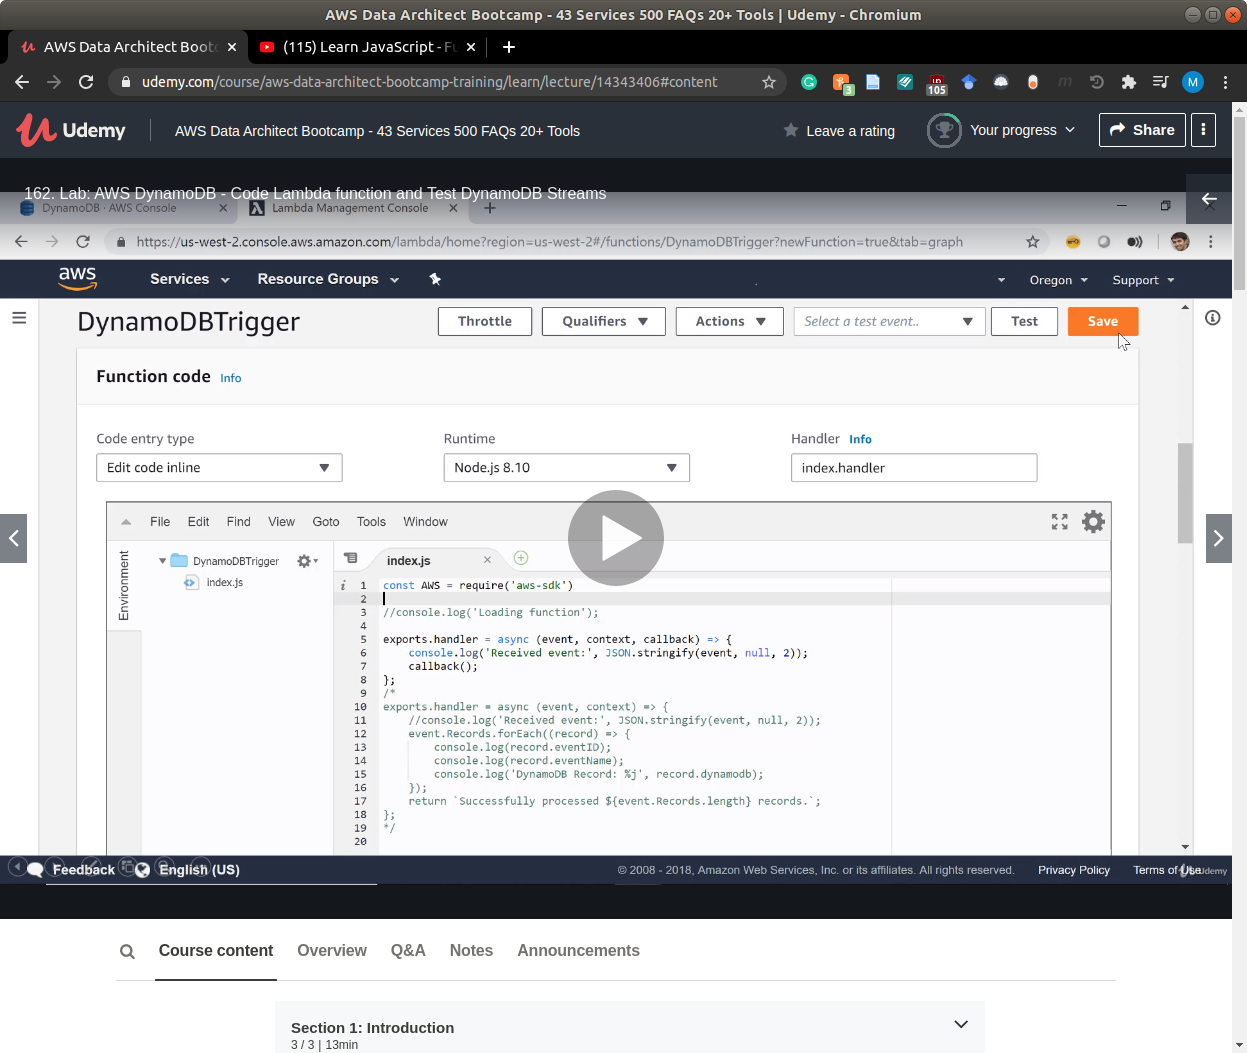 AWS Data Architect Bootcamp - 43 Services 500 FAQs 20+ Tools | Udemy - Chromium
AWS Data Architect Bootc
(115) Learn JavaScript - Fu
udemy.com/course/aws-data-architect-bootcamp-training/learn/lecture/14343406#content
3
105
M
Udemy
AWS Data Architect Bootcamp - 43 Services 500 FAQs 20+ Tools
Leave a rating
Your progress
Share
162. Lab: AWS DynamoDB - Code Lambda function and Test DynamoDB Streams
DynamoDB · AWS Console
Lambda Management Console
https://us-west-2.console.aws.amazon.com/lambda/home?region=us-west-2#/functions/DynamoDBTrigger?newFunction=true&tab=graph
aws
Services
Resource Groups
Oregon
Support
DynamoDBTrigger
Throttle
Qualifiers
Actions
Select a test event..
Test
Save
Function code Info
Code entry type
Runtime
Handler Info
Edit code inline
Node.js 8.10
index.handler
File Edit Find View Goto Tools Window
Environment
DynamoDBTrigger
index.js
index.js
1 const AWS = require('aws-sdk')
2
3 //console.log('Loading function');
4
5 exports.handler = async (event, context, callback) => {
6 console.log('Received event:', JSON.stringify(event, null, 2));
7 callback();
8 };
9 /*
10 exports.handler = async (event, context) => {
11 //console.log('Received event:', JSON.stringify(event, null, 2));
12 event.Records.forEach((record) => {
13 console.log(record.eventID);
14 console.log(record.eventName);
15 console.log('DynamoDB Record: %j', record.dynamodb);
16 });
17 return `Successfully processed ${event.Records.length} records.`;
18 };
19 */
20
Feedback
English (US)
© 2008 - 2018, Amazon Web Services, Inc. or its affiliates. All rights reserved.
Privacy Policy
Terms of Use
Udemy
Course content
Overview
Q&A
Notes
Announcements
Section 1: Introduction
3 / 3 | 13min